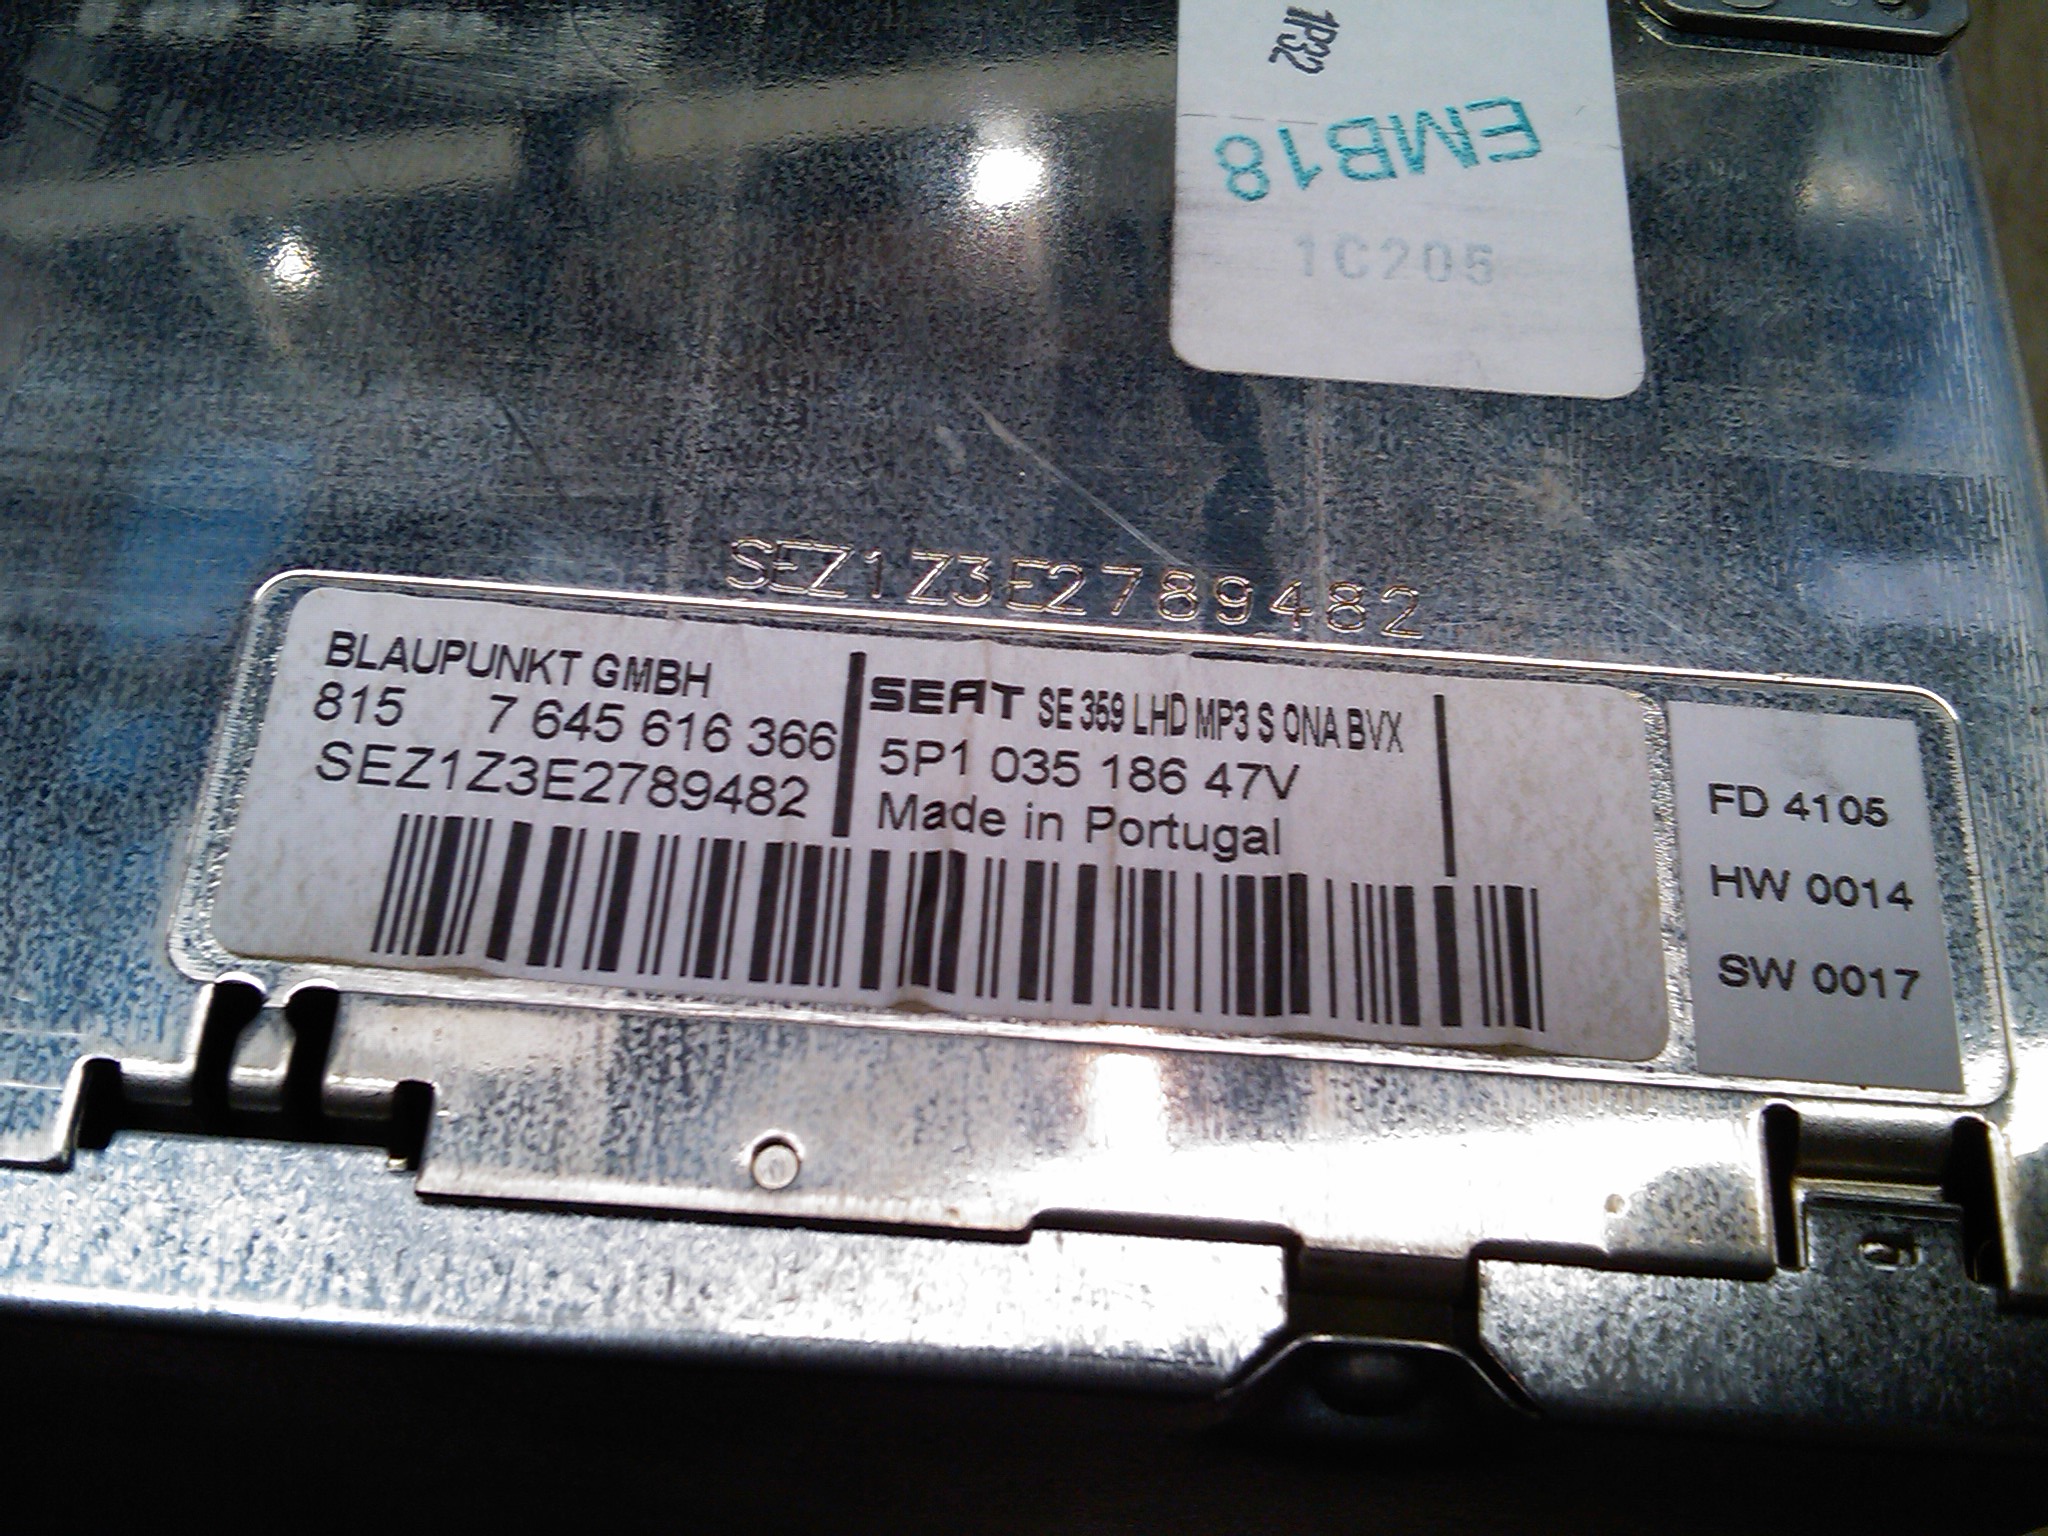 1P32
EMB18
1C205
SEZ1Z3E2789482
BLAUPUNKT GMBH
815 7 645 616 366
SEZ1Z3E2789482
SEAT SE 359 LHD MP3 S ONA BVX
5P1 035 186 47V
Made in Portugal
FD 4105
HW 0014
SW 0017